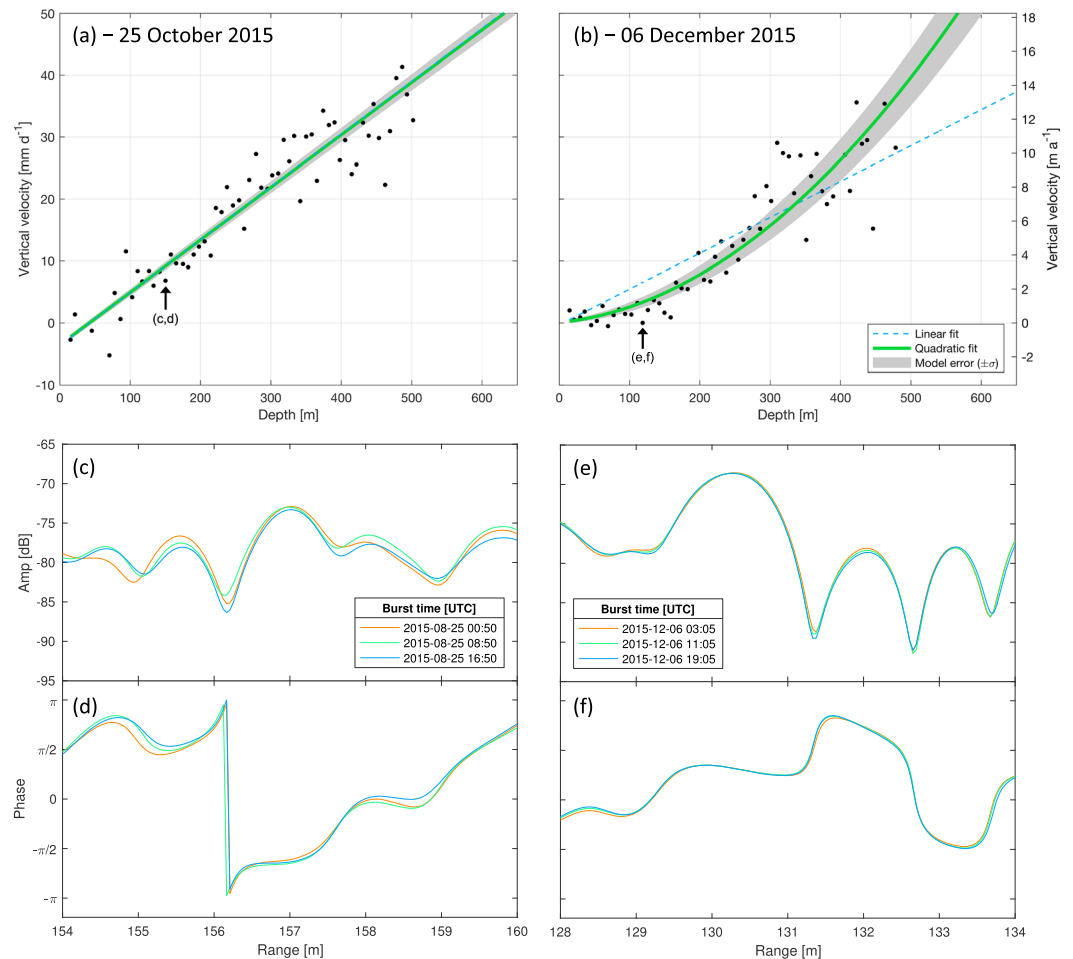 (a) – 25 October 2015
(b) – 06 December 2015
50
40
30
20
10
0
-10
Vertical velocity [mm d⁻¹]
(c,d)
0 100 200 300 400 500 600
Depth [m]
18
16
14
12
10
8
6
4
2
0
-2
Vertical velocity [m a⁻¹]
(e,f)
Linear fit
Quadratic fit
Model error (±σ)
0 100 200 300 400 500 600
Depth [m]
(c)
-65
-70
-75
-80
-85
-90
-95
Amp [dB]
Burst time [UTC]
2015-08-25 00:50
2015-08-25 08:50
2015-08-25 16:50
(e)
Burst time [UTC]
2015-12-06 03:05
2015-12-06 11:05
2015-12-06 19:05
(d)
π
π/2
0
-π/2
-π
Phase
154 155 156 157 158 159 160
Range [m]
(f)
128 129 130 131 132 133 134
Range [m]